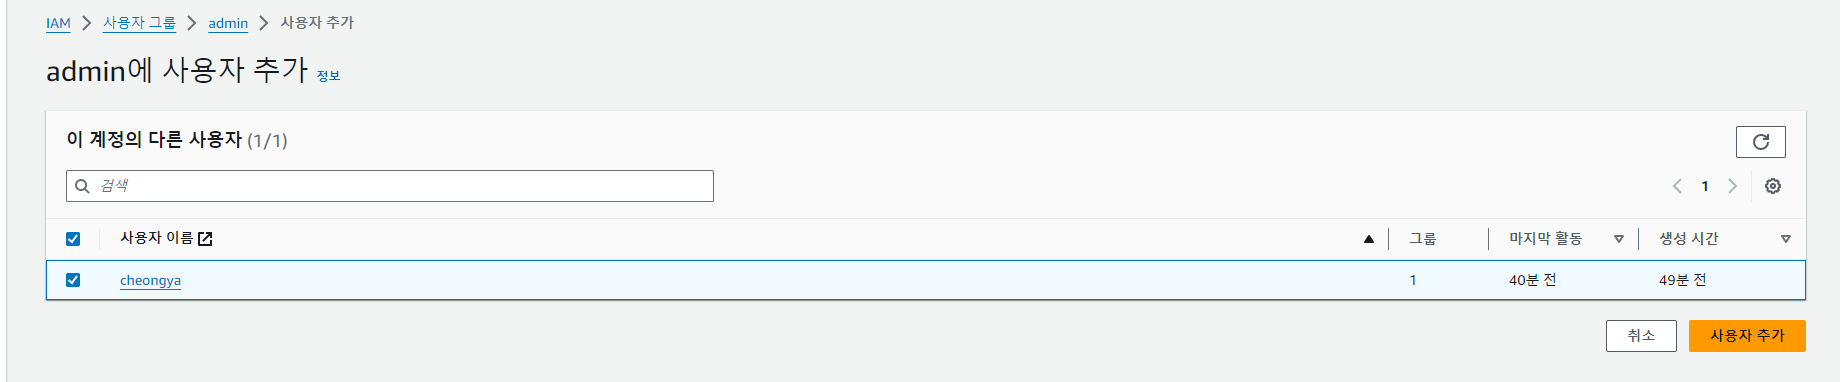 IAM > 사용자 그룹 > admin > 사용자 추가
admin에 사용자 추가 정보
이 계정의 다른 사용자 (1/1)
검색
1
사용자 이름 그룹 마지막 활동 생성 시간
cheongya 1 40분 전 49분 전
취소 사용자 추가